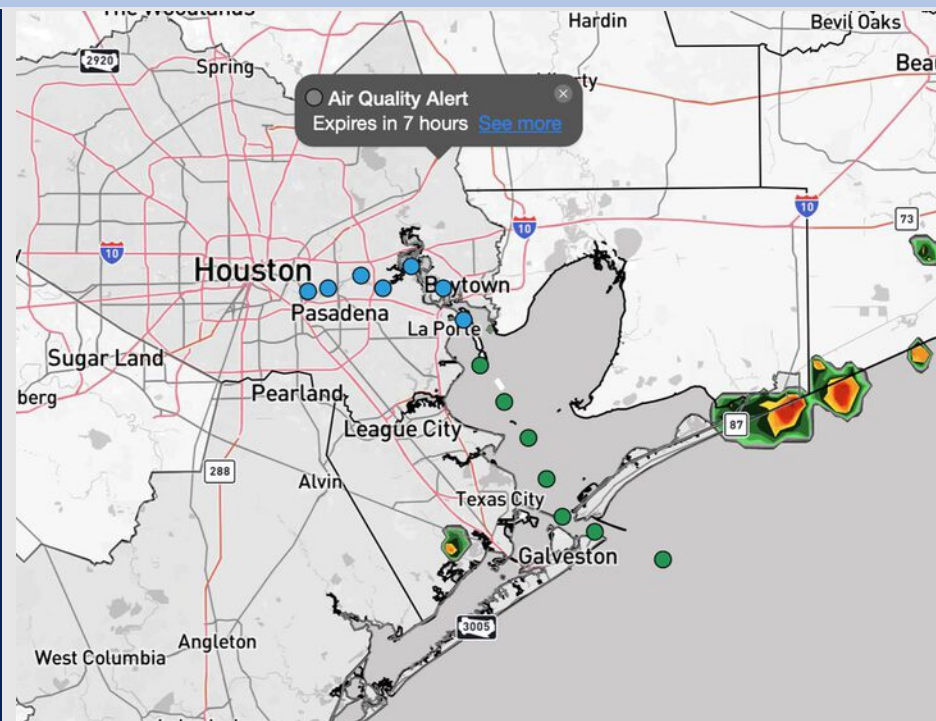 The Woodlands
Hardin
Bevil Oaks
2920
Spring
Air Quality Alert
Expires in 7 hours See more
10
73
10
10
Houston
Baytown
Pasadena
La Porte
Sugar Land
Pearland
87
League City
288
Alvin
Texas City
Galveston
3005
Angleton
West Columbia